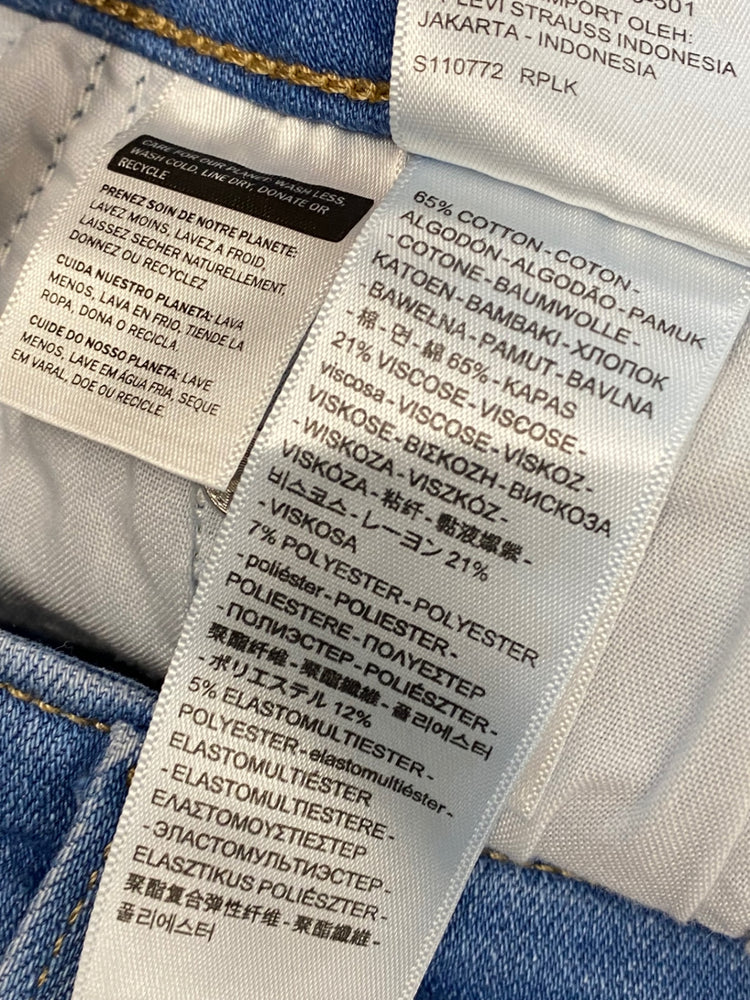 -501
IMPORT OLEH:
LEVI STRAUSS INDONESIA
JAKARTA - INDONESIA
S110772 RPLK
CARE FOR OUR PLANET: WASH LESS,
WASH COLD, LINE DRY, DONATE OR
RECYCLE
PRENEZ SOIN DE NOTRE PLANETE:
LAVEZ MOINS, LAVEZ A FROID,
LAISSEZ SECHER NATURELLEMENT,
DONNEZ OU RECYCLEZ
CUIDA NUESTRO PLANETA: LAVA
MENOS, LAVA EN FRIO, TIENDE LA
ROPA, DONA O RECICLA.
CUIDE DO NOSSO PLANETA: LAVE
MENOS, LAVE EM ÁGUA FRIA, SEQUE
EM VARAL, DOE OU RECICLE.
65% COTTON - COTON -
ALGODÓN - ALGODÃO - PAMUK
- COTONE - BAUMWOLLE -
KATOEN - BAMBAKI - ХЛОПОК
- BAWEŁNA - PAMUT - BAVLNA
- 棉 - 면 - 綿 65% - KAPAS
21% VISCOSE - VISCOSE -
viscosa - VISCOSE - VİSKOZ -
VISKOSE - ΒΙΣΚΟΖΗ - ВИСКОЗА
- WISKOZA - VISZKÓZ -
VISKÓZA - 粘纤 - 黏液嫘縈 -
비스코스 - レーヨン 21%
- VISKOSA
7% POLYESTER - POLYESTER
- poliéster - POLIESTER -
POLIESTERE - ΠΟΛΥΕΣΤΕΡ
- ПОЛИЭСТЕР - POLIÉSZTER -
聚酯纤维 - 聚酯纖維 - 폴리에스터
- ポリエステル 12%
5% ELASTOMULTIESTER -
POLYESTER - elastomultiéster -
ELASTOMULTIÉSTER
ELASTOMULTIESTERE -
ΕΛΑΣΤΟΜΟΥΣΤΙΕΣΤΕΡ
- ЭЛАСТОМУЛЬТИЭСТЕР -
ELASZTIKUS POLIÉSZTER -
聚酯复合弹性纤维 - 聚酯纖維 -
폴리에스터